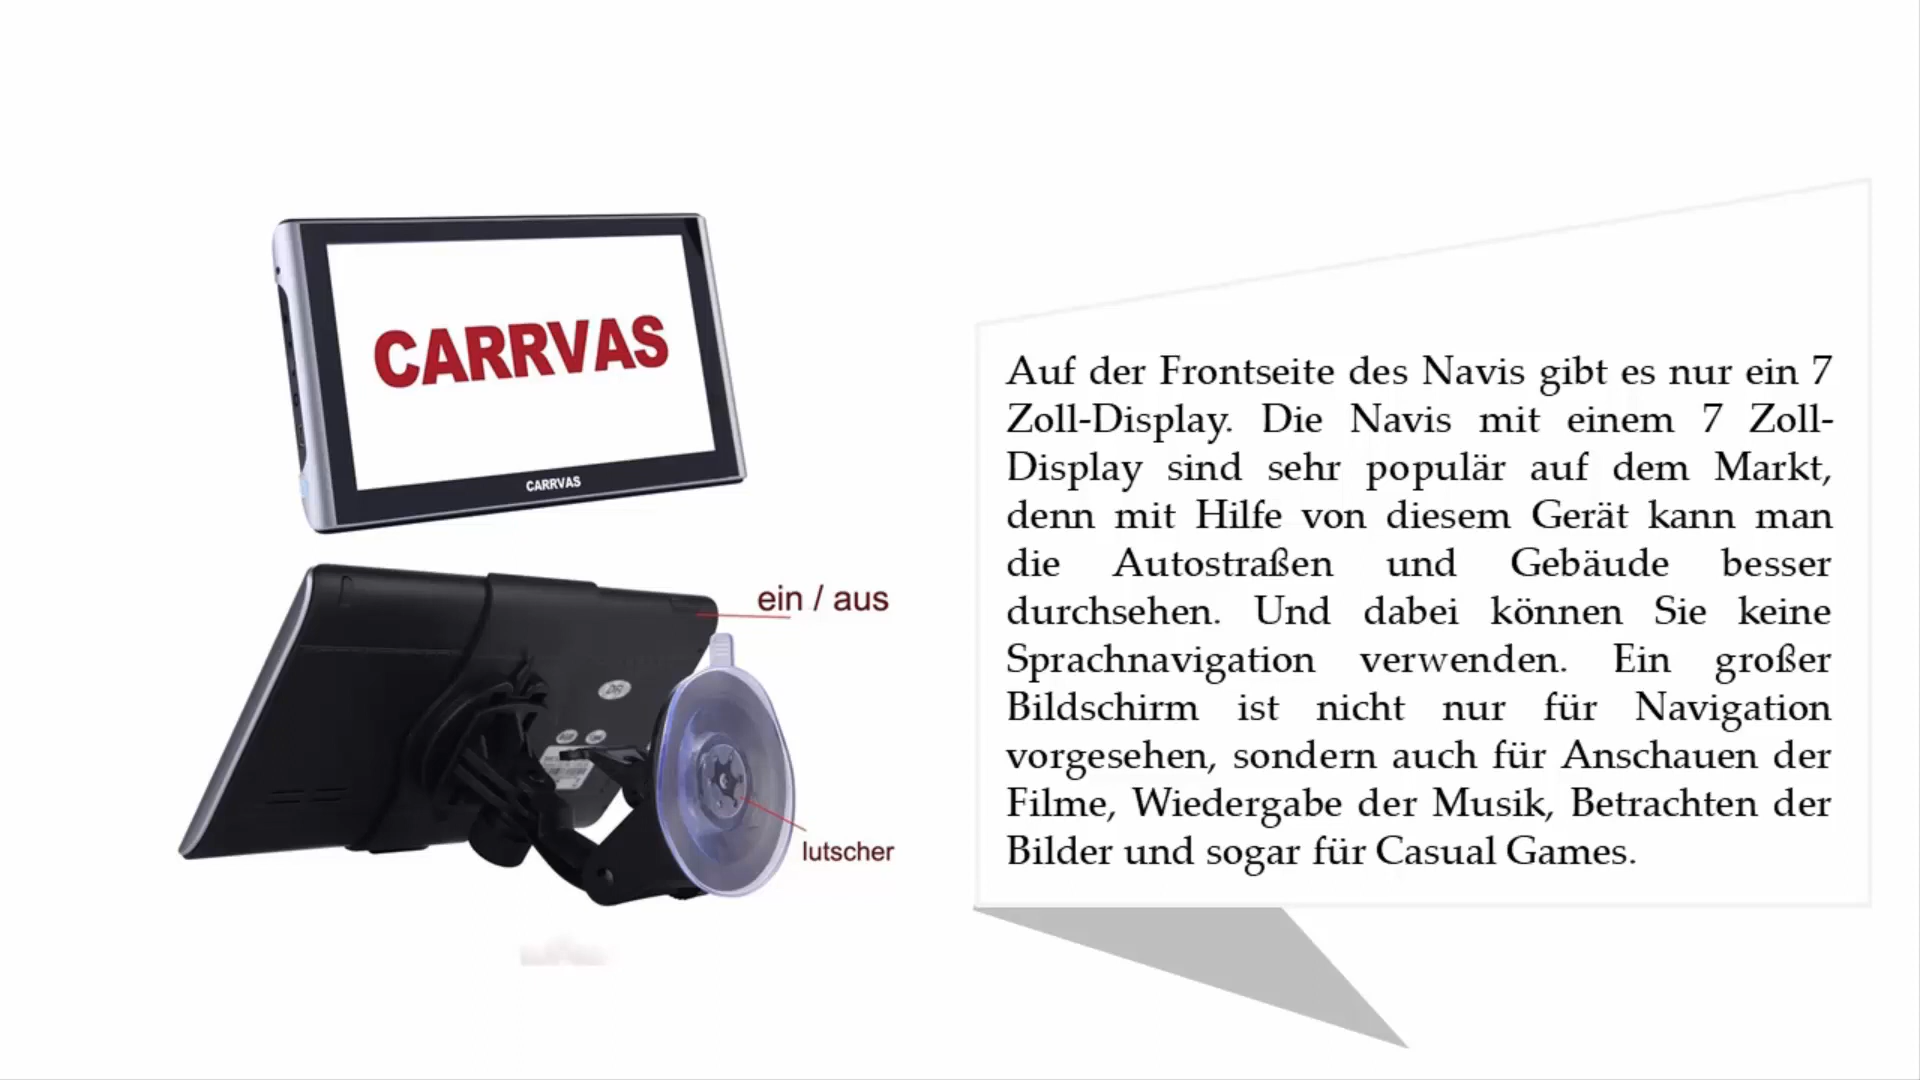 CARRVAS
CARRVAS
ein / aus
lutscher
Auf der Frontseite des Navis gibt es nur ein 7
Zoll-Display. Die Navis mit einem 7 Zoll-
Display sind sehr populär auf dem Markt,
denn mit Hilfe von diesem Gerät kann man
die Autostraßen und Gebäude besser
durchsehen. Und dabei können Sie keine
Sprachnavigation verwenden. Ein großer
Bildschirm ist nicht nur für Navigation
vorgesehen, sondern auch für Anschauen der
Filme, Wiedergabe der Musik, Betrachten der
Bilder und sogar für Casual Games.